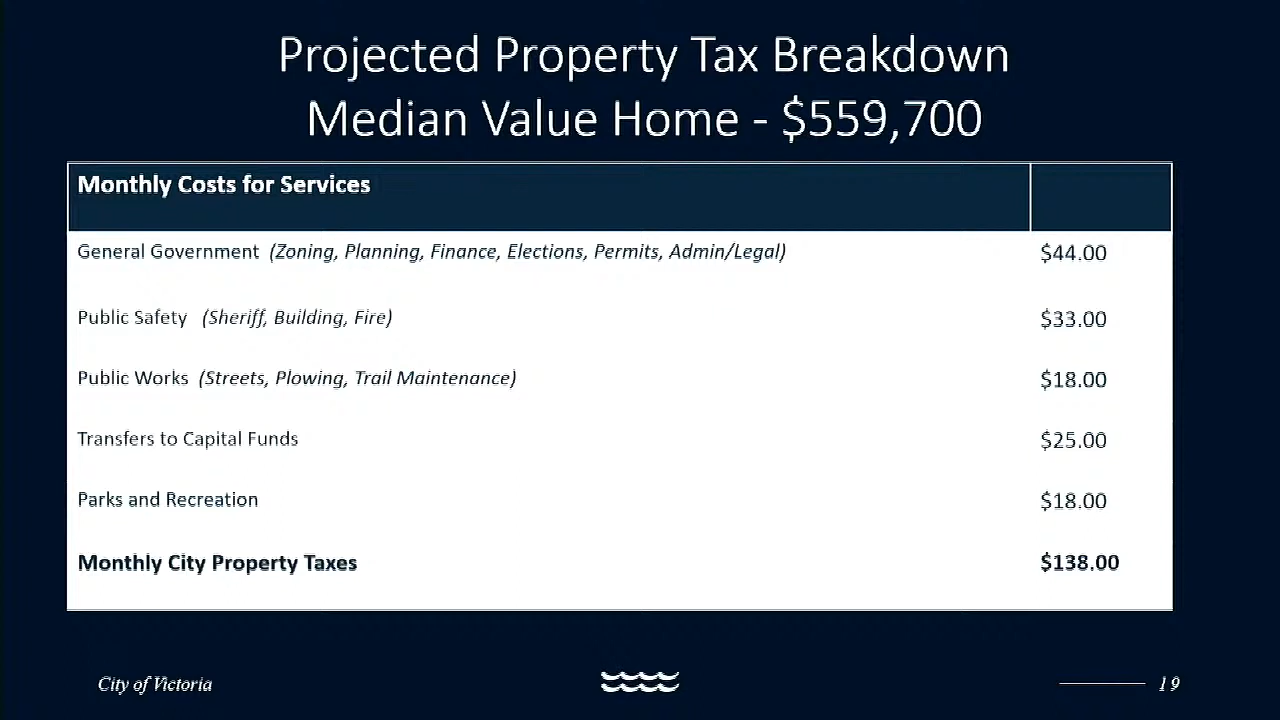 Projected Property Tax Breakdown
Median Value Home - $559,700
Monthly Costs for Services
General Government (Zoning, Planning, Finance, Elections, Permits, Admin/Legal) $44.00
Public Safety (Sheriff, Building, Fire) $33.00
Public Works (Streets, Plowing, Trail Maintenance) $18.00
Transfers to Capital Funds $25.00
Parks and Recreation $18.00
Monthly City Property Taxes $138.00
City of Victoria 19